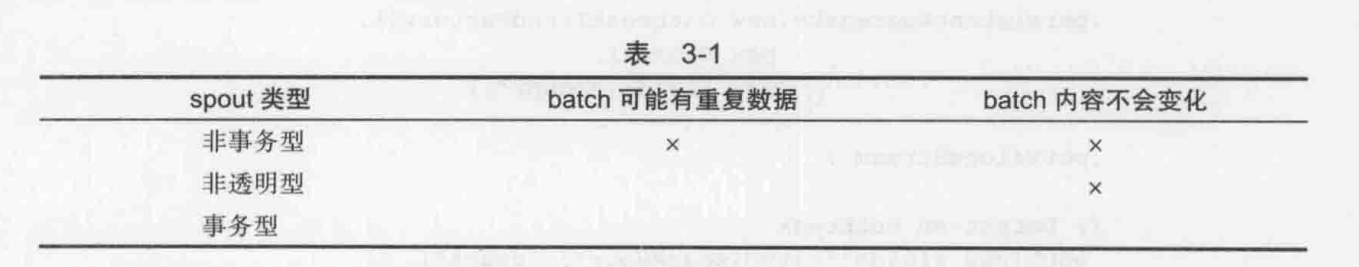 表 3-1
spout 类型 batch 可能有重复数据 batch 内容不会变化
非事务型 × ×
非透明型 ×
事务型